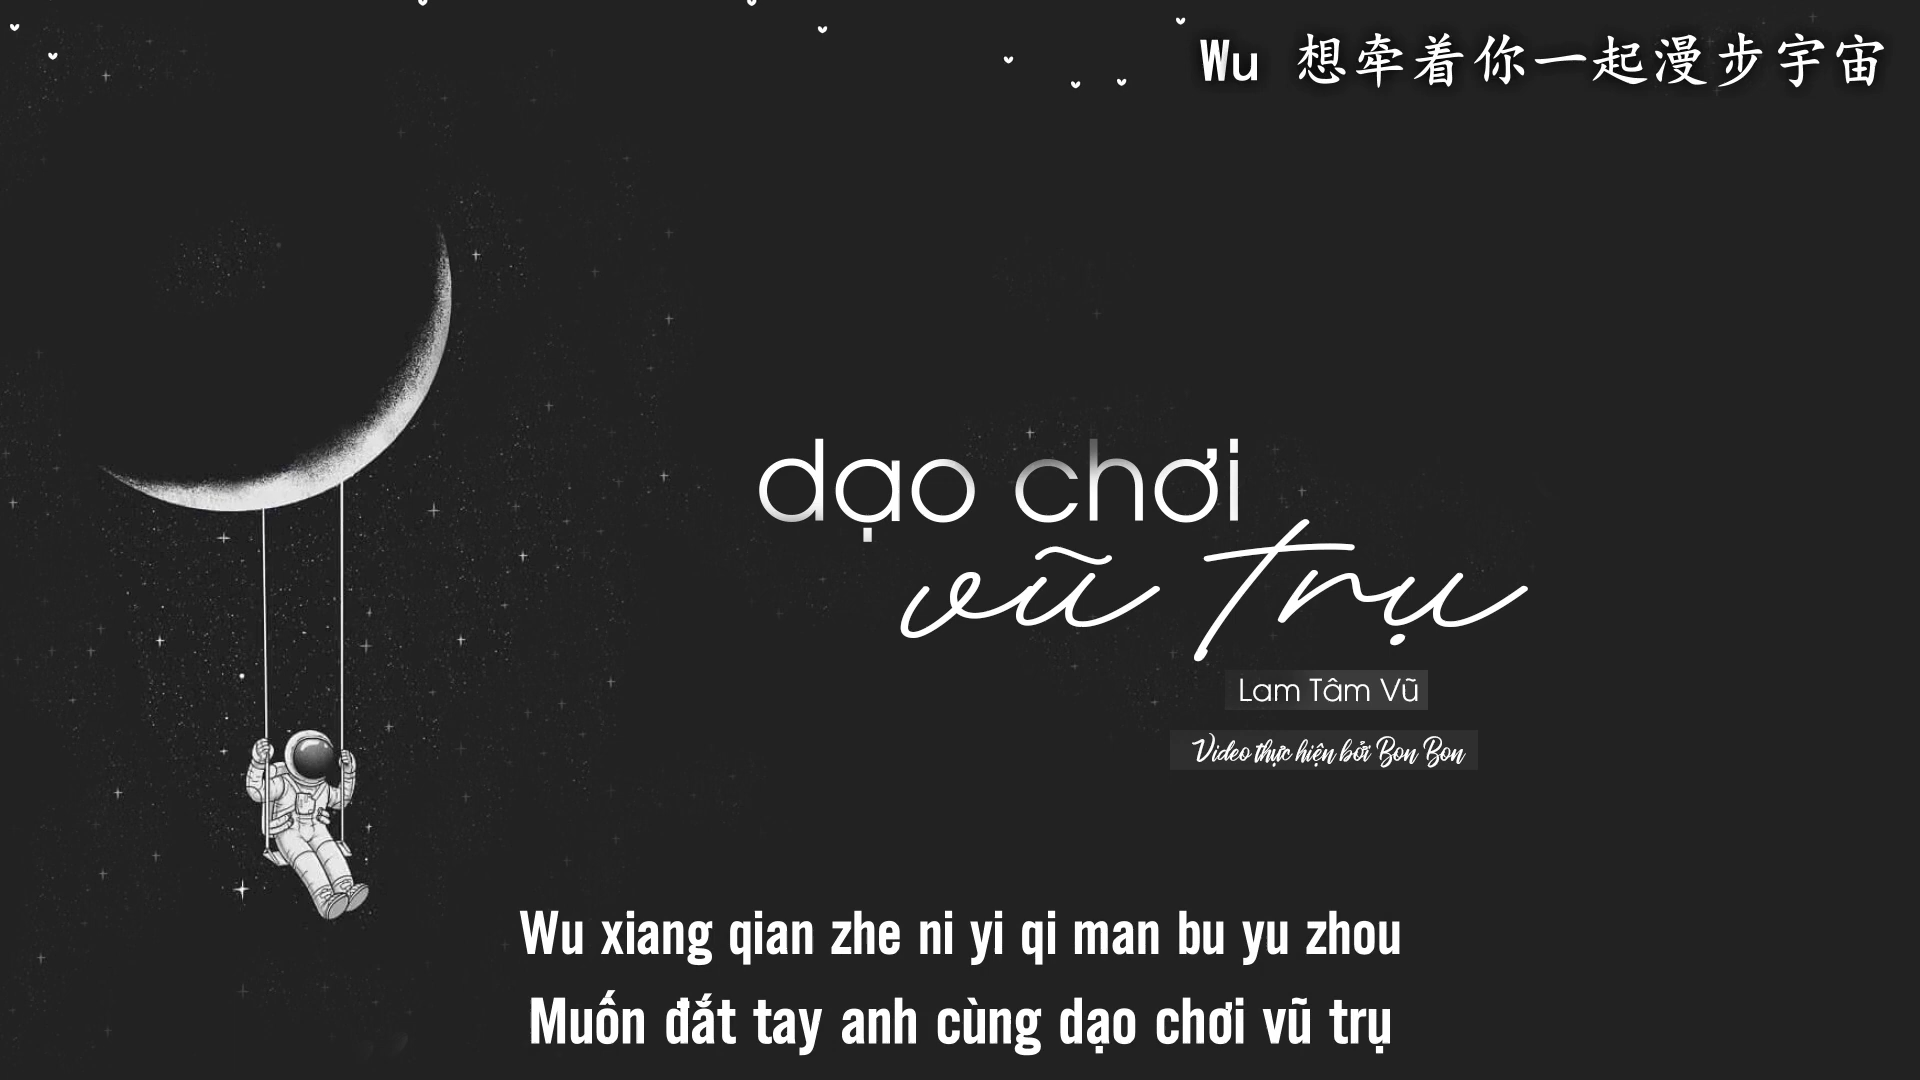 Wu 想牵着你一起漫步宇宙
dạo chơi
vũ trụ
Lam Tâm Vũ
Video thực hiện bởi Bon Bon
Wu xiang qian zhe ni yi qi man bu yu zhou
Muốn đắt tay anh cùng dạo chơi vũ trụ